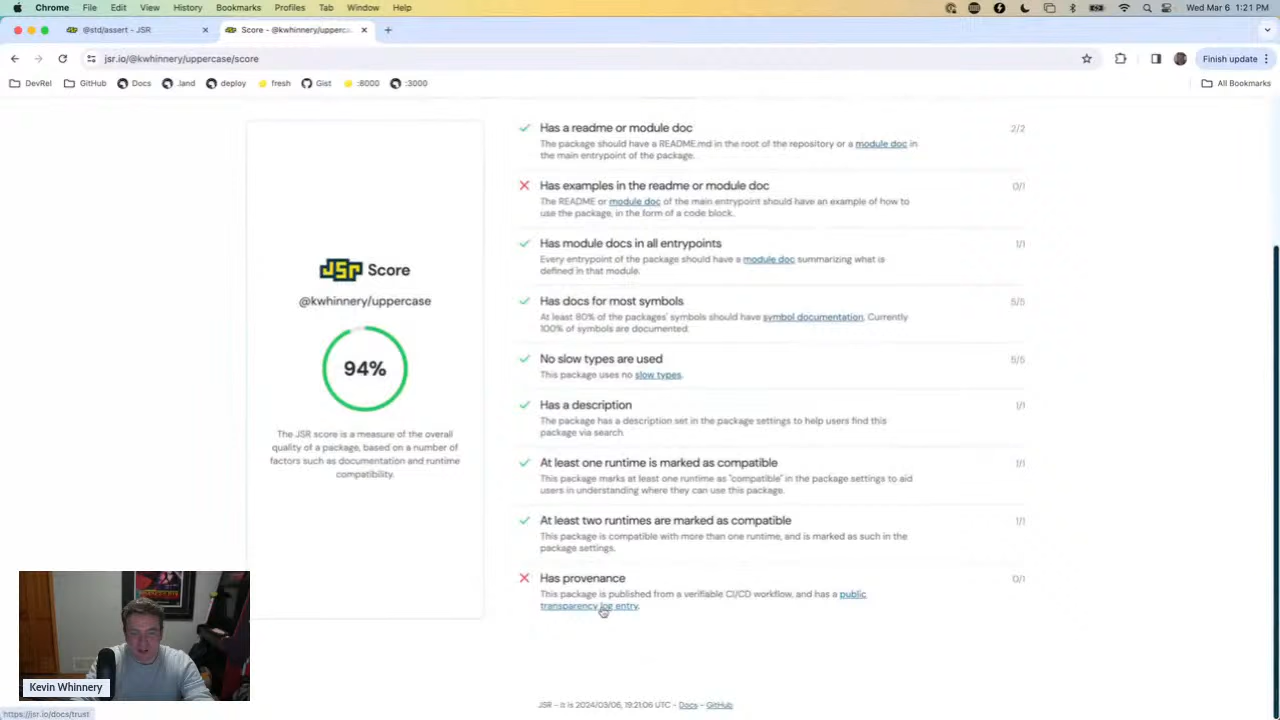 Chrome File Edit View History Bookmarks Profiles Tab Window Help Wed Mar 6 1:21 PM
@std/assert - JSR Score - @kwhinnery/upperca
jsr.io/@kwhinnery/uppercase/score Finish update
DevRel GitHub Docs .land deploy fresh Gist :8000 :3000 All Bookmarks
Has a readme or module doc 2/2
The package should have a README.md in the root of the repository or a module doc in
the main entrypoint of the package.
Has examples in the readme or module doc 0/1
The README or module doc of the main entrypoint should have an example of how to
use the package, in the form of a code block.
Has module docs in all entrypoints 1/1
Every entrypoint of the package should have a module doc summarizing what is
defined in that module.
JSR Score
@kwhinnery/uppercase
94%
The JSR score is a measure of the overall
quality of a package, based on a number of
factors such as documentation and runtime
compatibility.
Has docs for most symbols 5/5
At least 80% of the packages' symbols should have symbol documentation. Currently
100% of symbols are documented.
No slow types are used 5/5
This package uses no slow types.
Has a description 1/1
The package has a description set in the package settings to help users find this
package via search.
At least one runtime is marked as compatible 1/1
This package marks at least one runtime as "compatible" in the package settings to aid
users in understanding where they can use this package.
At least two runtimes are marked as compatible 1/1
This package is compatible with more than one runtime, and is marked as such in the
package settings.
Has provenance 0/1
This package is published from a verifiable CI/CD workflow, and has a public
transparency log entry.
Kevin Whinnery
JSR - It is 2024/03/06, 19:21:06 UTC - Docs - GitHub
https://jsr.io/docs/trust